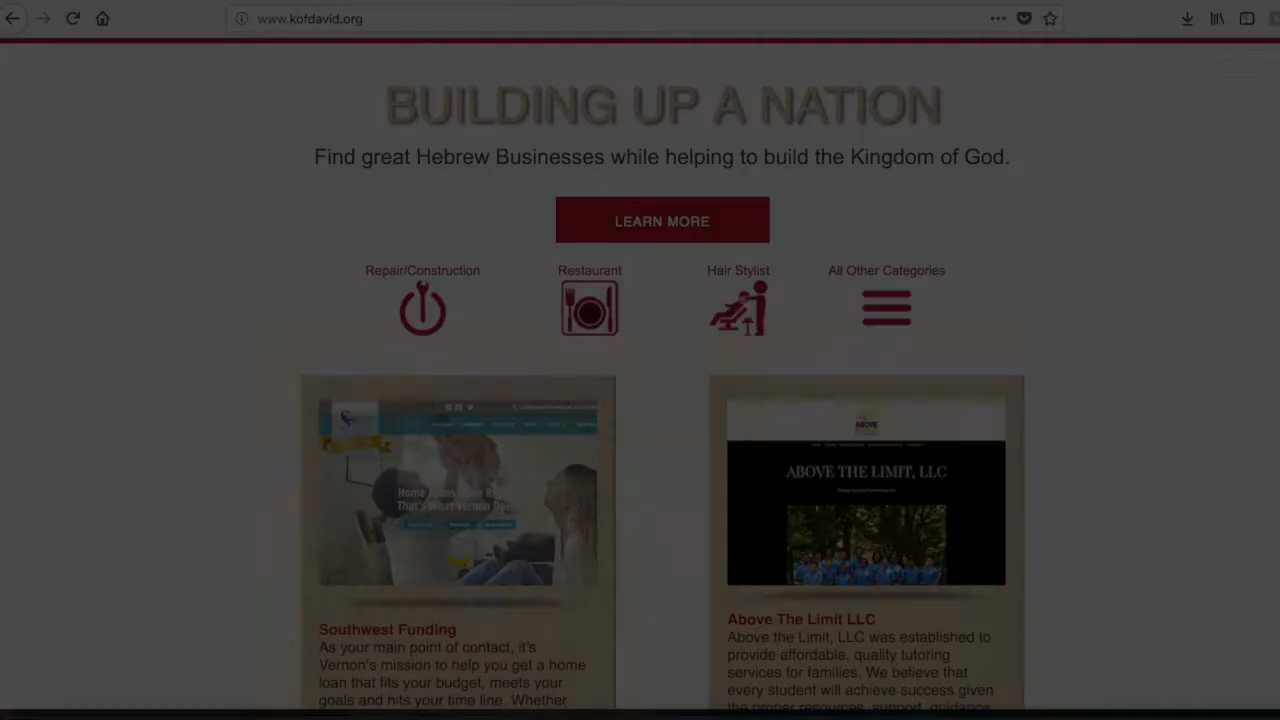 www.kofdavid.org
BUILDING UP A NATION
Find great Hebrew Businesses while helping to build the Kingdom of God.
LEARN MORE
Repair/Construction
Restaurant
Hair Stylist
All Other Categories
Home
That's What Vernon Does
ABOVE
ABOVE THE LIMIT, LLC
Southwest Funding
As your main point of contact, it's
Vernon's mission to help you get a home
loan that fits your budget, meets your
goals and hits your time line. Whether
Above The Limit LLC
Above the Limit, LLC was established to
provide affordable, quality tutoring
services for families. We believe that
every student will achieve success given
the proper resources, support, guidance